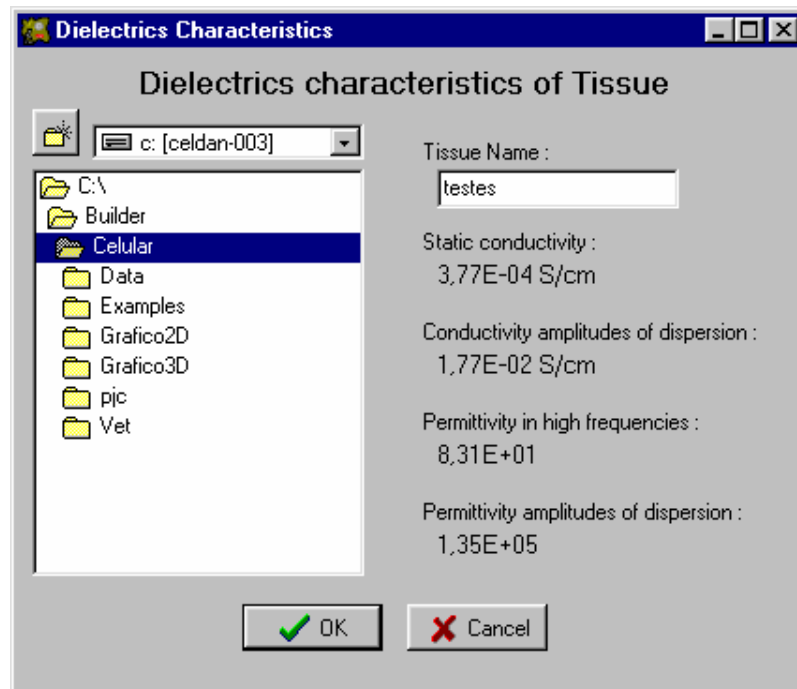 Dielectrics Characteristics
Dielectrics characteristics of Tissue
c: [celdan-003]
C:\
Builder
Celular
Data
Examples
Grafico2D
Grafico3D
pjc
Vet
Tissue Name :
testes
Static conductivity :
3,77E-04 S/cm
Conductivity amplitudes of dispersion :
1,77E-02 S/cm
Permittivity in high frequencies :
8,31E+01
Permittivity amplitudes of dispersion :
1,35E+05
OK
Cancel